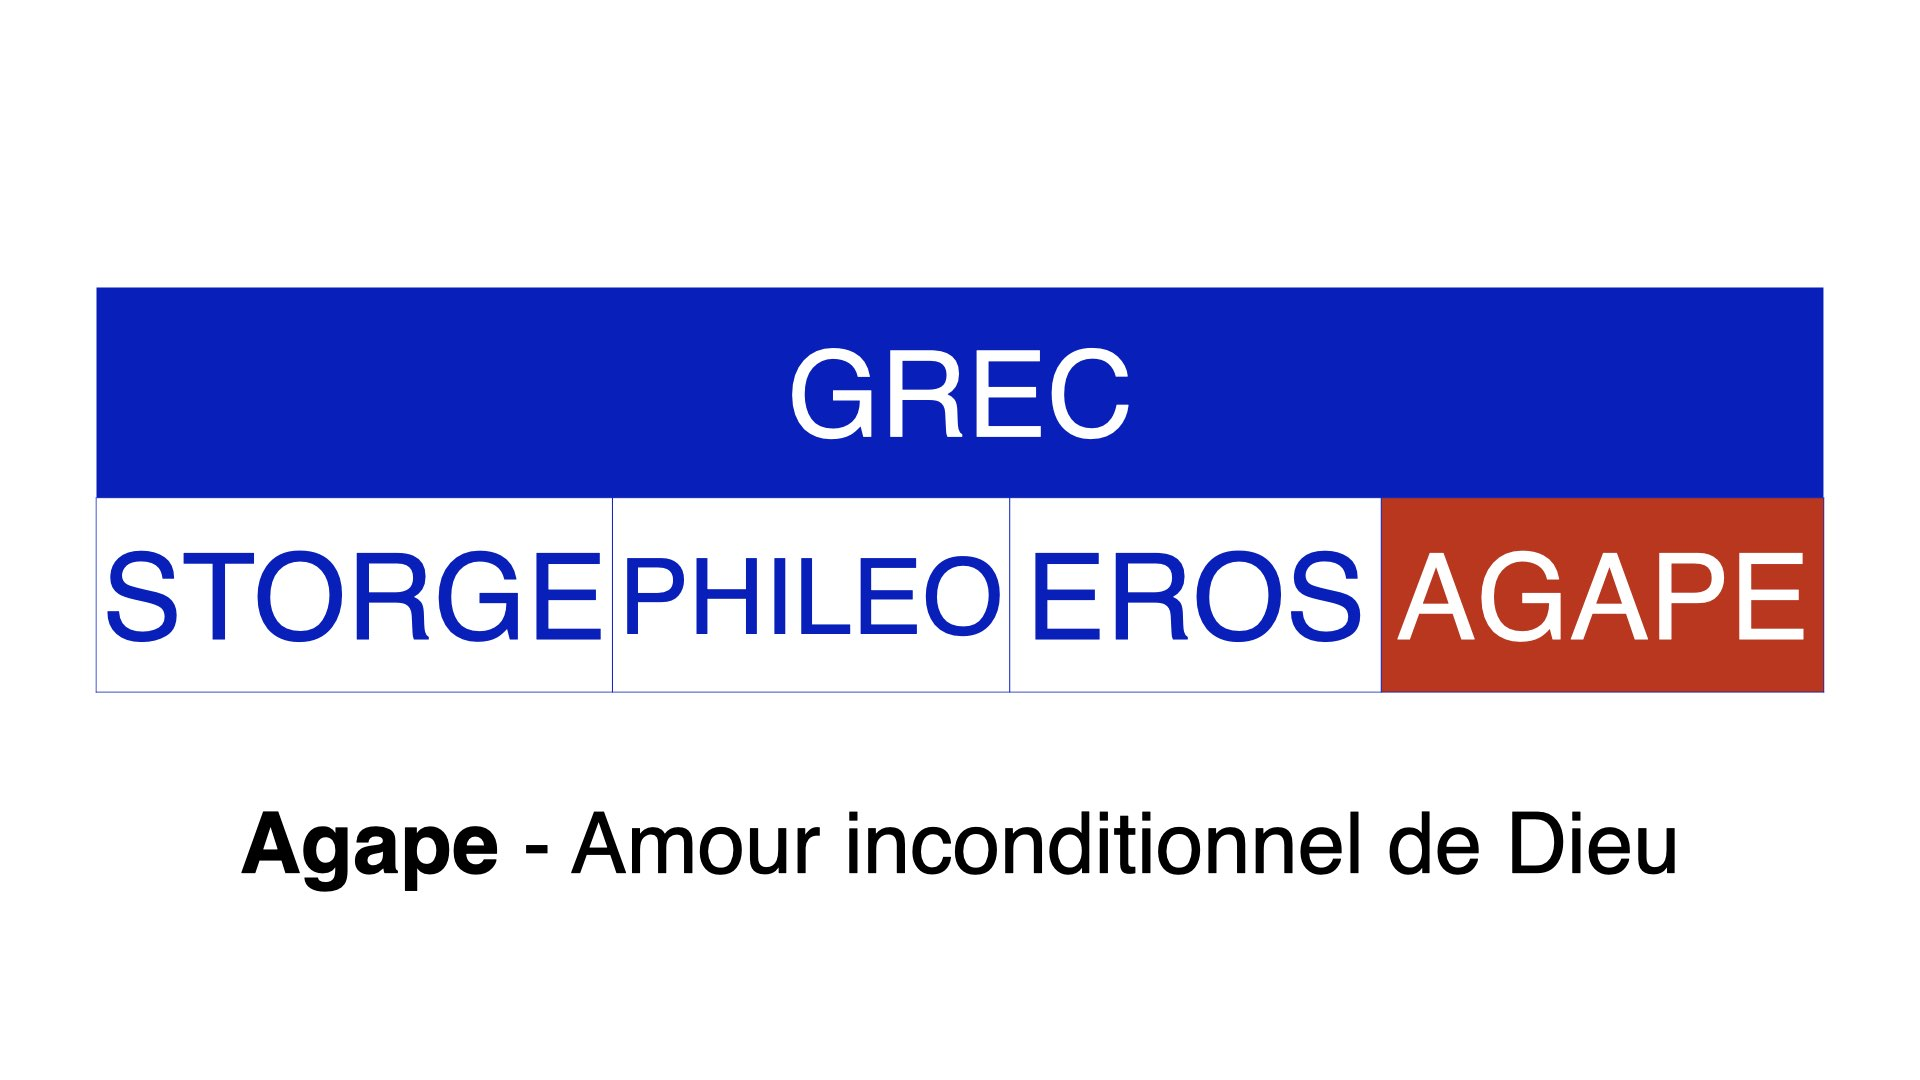 GREC
STORGE PHILEO EROS AGAPE
Agape - Amour inconditionnel de Dieu